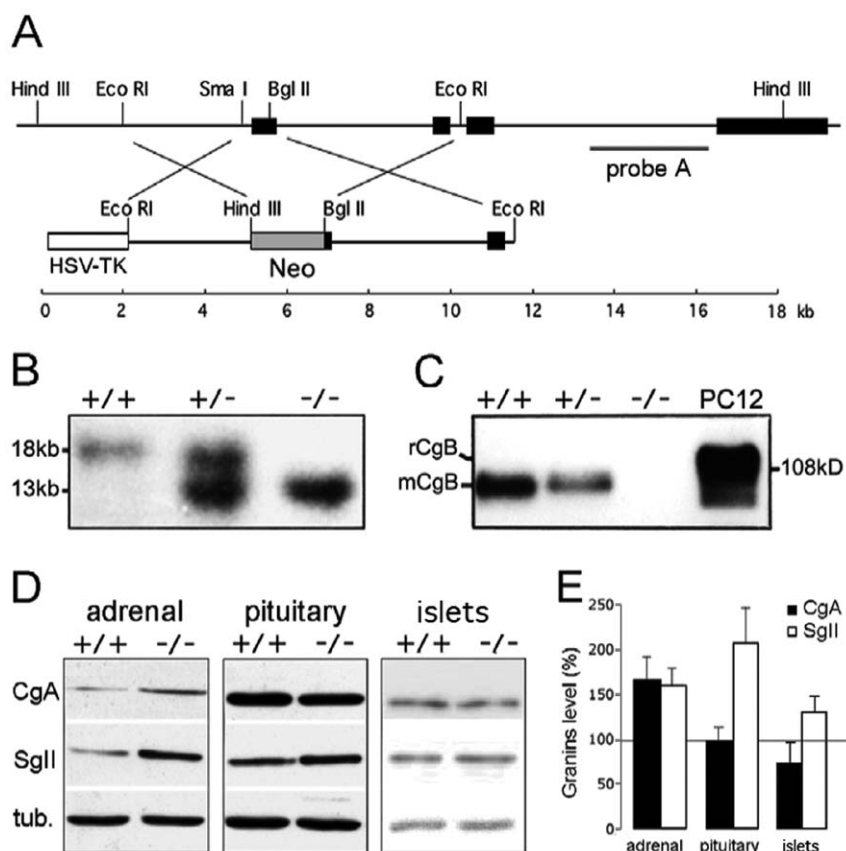 A
Hind III Eco RI Sma I Bgl II Eco RI Hind III
probe A
Eco RI Hind III Bgl II Eco RI
HSV-TK Neo
0 2 4 6 8 10 12 14 16 18 kb
B
+/+ +/- -/-
18kb
13kb
C
+/+ +/- -/- PC12
rCgB
mCgB
108kD
D
adrenal pituitary islets
+/+ -/- +/+ -/- +/+ -/-
CgA
SgII
tub.
E
CgA
SgII
Granins level (%)
250
200
150
100
50
0
adrenal pituitary islets